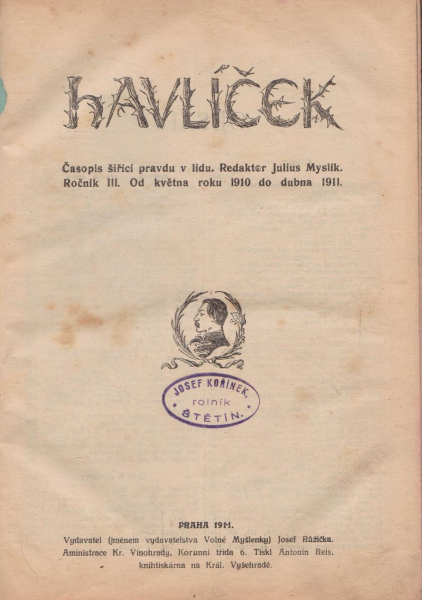 HAVLÍČEK
Časopis šířící pravdu v lidu. Redaktor Julius Myslík.
Ročník III. Od května roku 1910 do dubna 1911.
JOSEF KOŘÍNEK,
rolník
ŠTĚTÍN.
PRAHA 1911.
Vydavatel (jménem vydavatelstva Volné Myšlenky) Josef Růžička.
Aministrace Kr. Vinohrady, Korunní třída 6. Tiskl Antonín Reis,
knihtiskárna na Král. Vyšehradě.